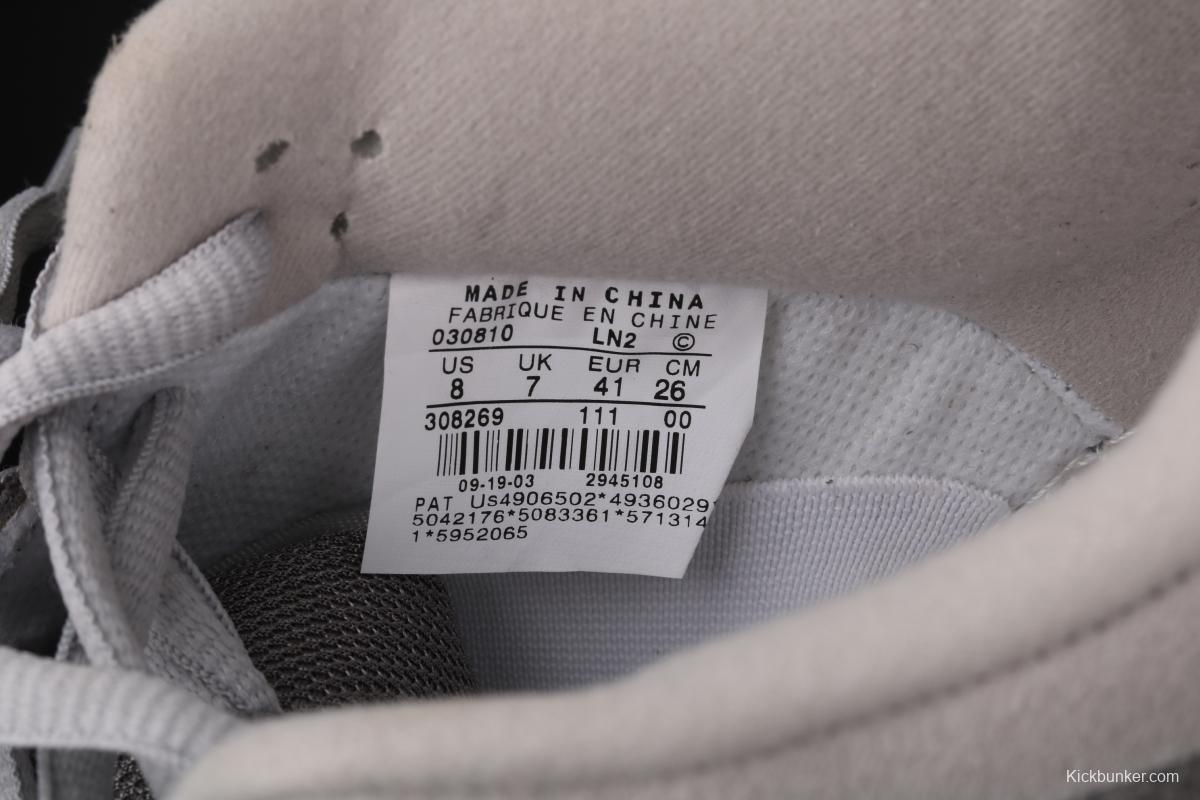 MADE IN CHINA
FABRIQUE EN CHINE
030810 LN2 ©
US UK EUR CM
8 7 41 26
308269 111 00
09-19-03 2945108
PAT US4906502*4936029
5042176*5083361*571314
1*5952065
Kickbunker.com